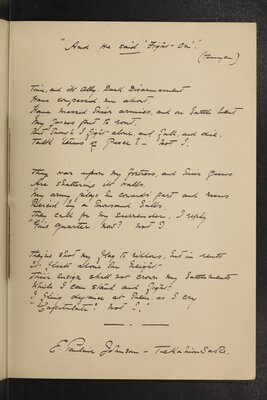 "And He said 'Fight-On'."
(Tennyson)
Time, and its Ally, Dark Disarmament
Have compassed me about,
Have massed their armies, and on battle bent
My forces put to rout,
But though I fight alone, and fall, and die,
Talk terms of Peace? - Not I.
They war upon my fortress, and their guns
Are shattering its walls,
My army plays the cowards' part and runs
Pierced by a thousand balls
They call for my surrender, I reply
"Give quarter now? Not I."
They've shot my flag to ribbons, but in rents
It floats above the height-
Their ensign shall not crown my battlements
While I can stand and fight-
I fling defiance at them, as I cry
"Capitulate? Not I."
E Pauline Johnson - Tekahionwake.